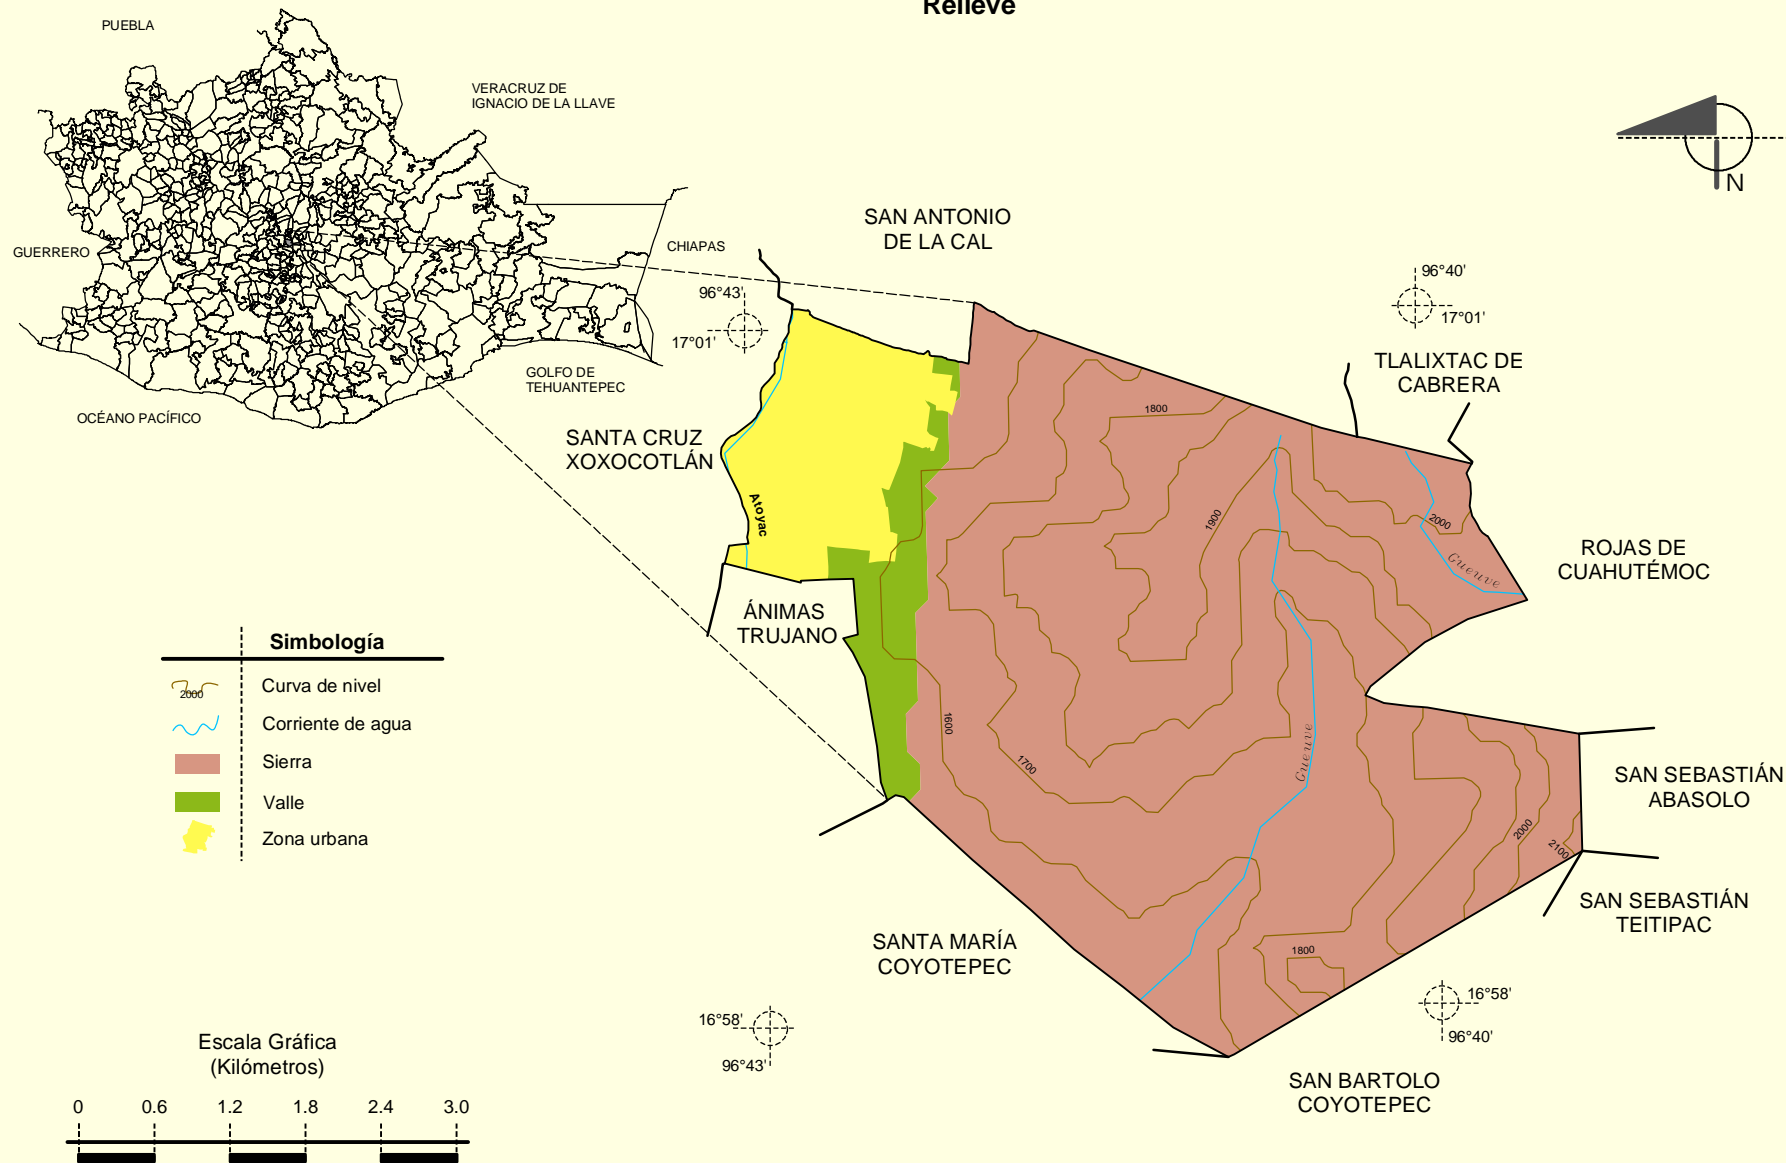 Relieve
PUEBLA
VERACRUZ DE
IGNACIO DE LA LLAVE
GUERRERO
CHIAPAS
GOLFO DE
TEHUANTEPEC
OCÉANO PACÍFICO
N
SAN ANTONIO
DE LA CAL
96°43'
17°01'
96°40'
17°01'
TLALIXTAC DE
CABRERA
SANTA CRUZ
XOXOCOTLÁN
Atoyac
1800
1900
2000
Gueuve
ROJAS DE
CUAHUTÉMOC
ÁNIMAS
TRUJANO
1600
1700
Gueuve
2000
2100
1800
SAN SEBASTIÁN
ABASOLO
SAN SEBASTIÁN
TEITIPAC
SANTA MARÍA
COYOTEPEC
16°58'
96°43'
16°58'
96°40'
SAN BARTOLO
COYOTEPEC
Simbología
2000
Curva de nivel
Corriente de agua
Sierra
Valle
Zona urbana
Escala Gráfica
(Kilómetros)
0 0.6 1.2 1.8 2.4 3.0